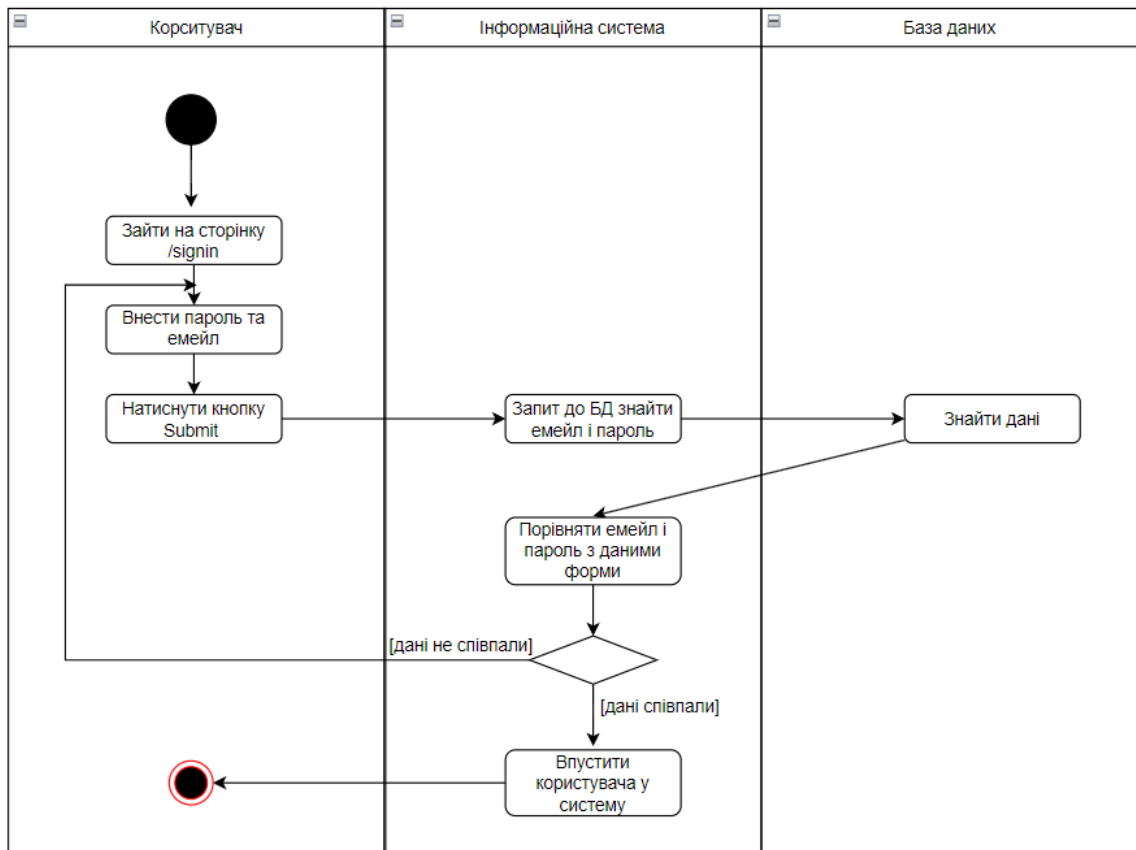 Корситувач
Інформаційна система
База даних
Зайти на сторінку
/signin
Внести пароль та
емейл
Натиснути кнопку
Submit
Запит до БД знайти
емейл і пароль
Знайти дані
Порівняти емейл і
пароль з даними
форми
[дані не співпали]
[дані співпали]
Впустити
користувача у
систему